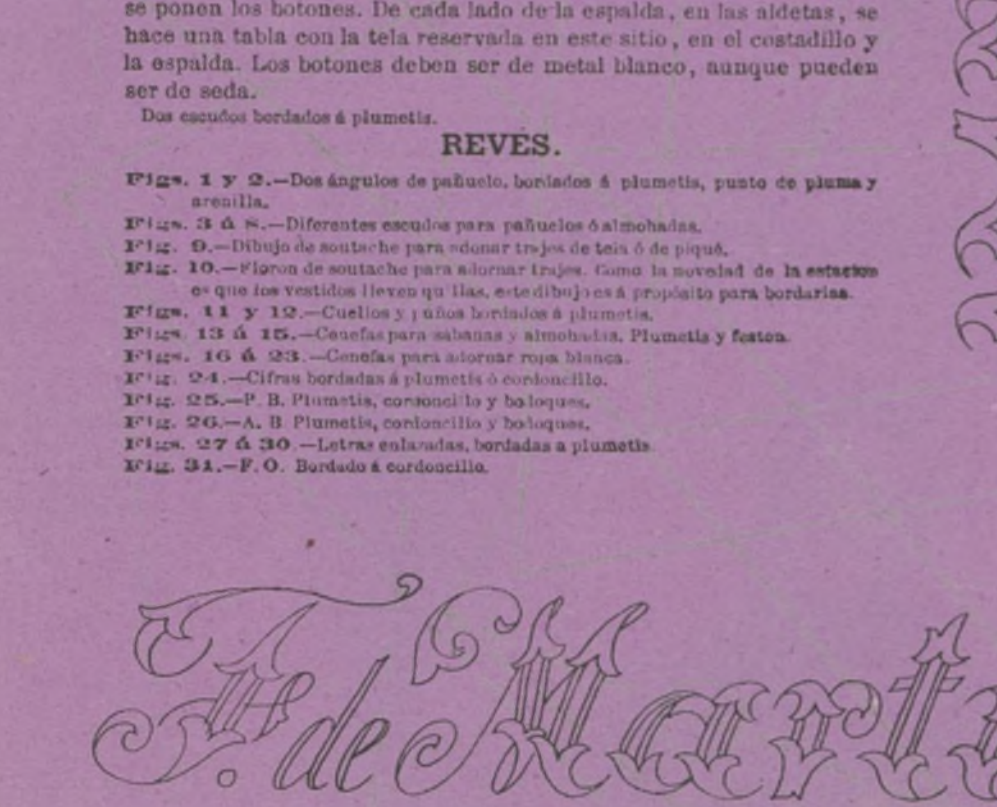 se ponen los botones. De cada lado de la espalda, en las aldetas, se
hace una tabla con la tela reservada en este sitio, en el costadillo y
la espalda. Los botones deben ser de metal blanco, aunque pueden
ser de seda.
Dos escudos bordados á plumetis.
REVÉS.
Figs. 1 y 2.—Dos ángulos de pañuelo, bordados á plumetis, punto de pluma y
arenilla.
Figs. 3 á 8.—Diferentes escudos para pañuelos ó almohadas.
Fig. 9.—Dibujo de soutache para adonar trajes de tela ó de piqué.
Fig. 10.—Floron de soutache para adornar trajes. Como la novedad de la estacion
es que los vestidos lleven quillas, este dibujo es á propósito para bordarlas.
Figs. 11 y 12.—Cuellos y puños bordados á plumetis.
Figs. 13 á 15.—Cenefas para sábanas y almohadas. Plumetis y feston.
Figs. 16 á 23.—Cenefas para adornar ropa blanca.
Fig. 24.—Cifras bordadas á plumetis ó cordoncillo.
Fig. 25.—P. B. Plumetis, cordoncillo y bodoques.
Fig. 26.—A. B. Plumetis, cordoncillo y bodoques.
Figs. 27 á 30.—Letras enlazadas, bordadas a plumetis.
Fig. 31.—F. O. Bordado á cordoncillo.
F. de Mart